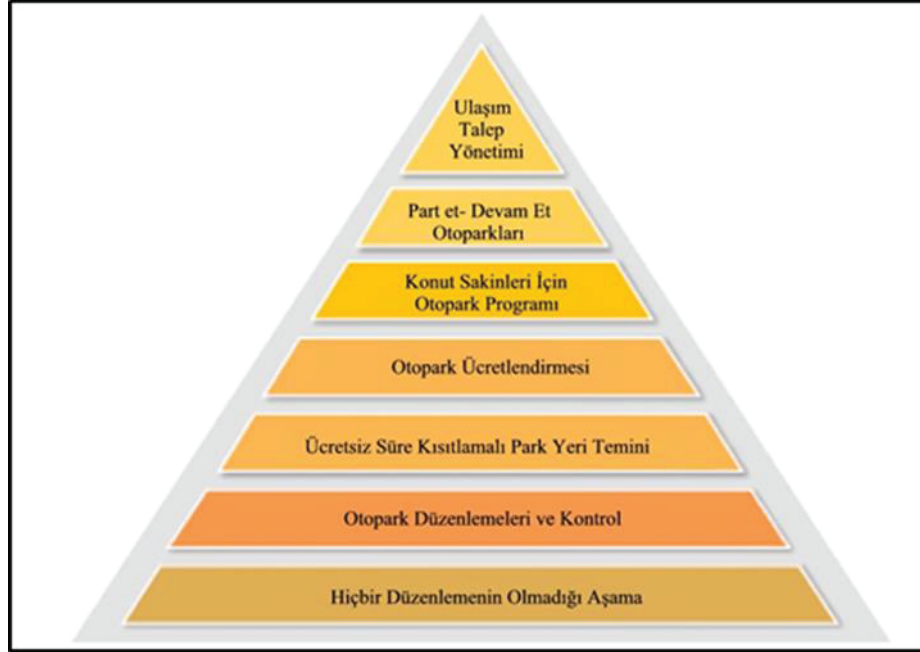 Ulaşım
Talep
Yönetimi
Part et- Devam Et
Otoparkları
Konut Sakinleri İçin
Otopark Programı
Otopark Ücretlendirmesi
Ücretsiz Süre Kısıtlamalı Park Yeri Temini
Otopark Düzenlemeleri ve Kontrol
Hiçbir Düzenlemenin Olmadığı Aşama